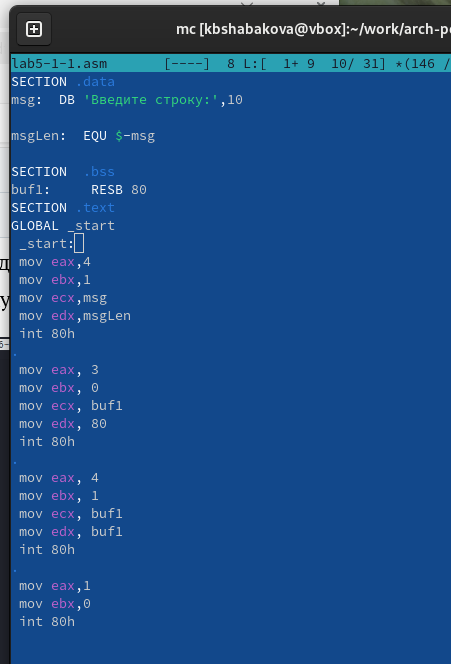 mc [kbshabakova@vbox]:~/work/arch-p
lab5-1-1.asm [----] 8 L:[ 1+ 9 10/ 31] *(146 /
SECTION .data
msg: DB 'Введите строку:',10
msgLen: EQU $-msg
SECTION .bss
buf1: RESB 80
SECTION .text
GLOBAL _start
_start:
mov eax,4
mov ebx,1
mov ecx,msg
mov edx,msgLen
int 80h
.
mov eax, 3
mov ebx, 0
mov ecx, buf1
mov edx, 80
int 80h
.
mov eax, 4
mov ebx, 1
mov ecx, buf1
mov edx, buf1
int 80h
.
mov eax,1
mov ebx,0
int 80h